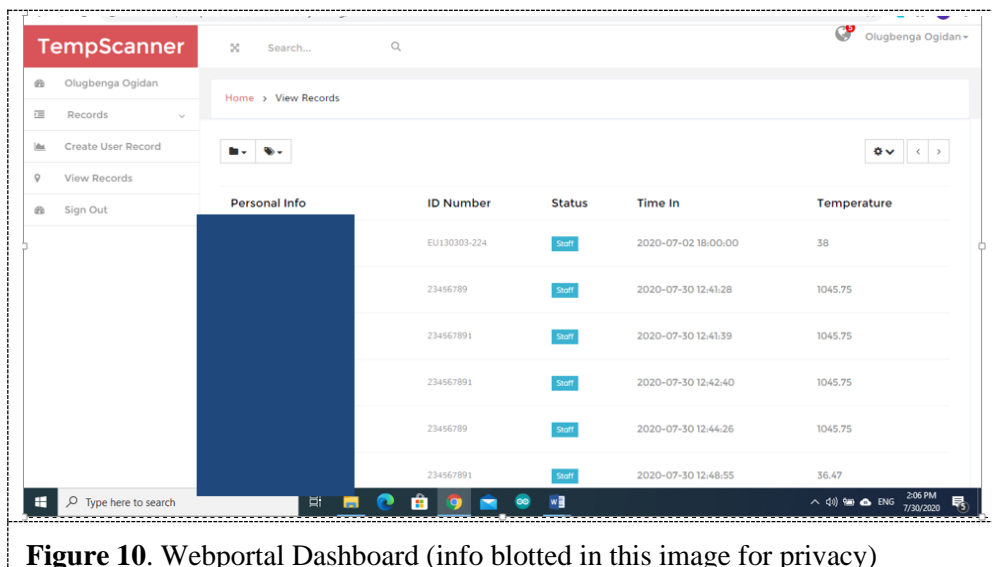 TempScanner
Search...
5
Olugbenga Ogidan
Olugbenga Ogidan
Records
Create User Record
View Records
Sign Out
Home > View Records
Personal Info ID Number Status Time In Temperature
EU130303-224 Staff 2020-07-02 18:00:00 38
23456789 Staff 2020-07-30 12:41:28 1045.75
234567891 Staff 2020-07-30 12:41:39 1045.75
234567891 Staff 2020-07-30 12:42:40 1045.75
23456789 Staff 2020-07-30 12:44:26 1045.75
234567891 Staff 2020-07-30 12:48:55 36.47
Type here to search
ENG
2:06 PM
7/30/2020
Figure 10. Webportal Dashboard (info blotted in this image for privacy)